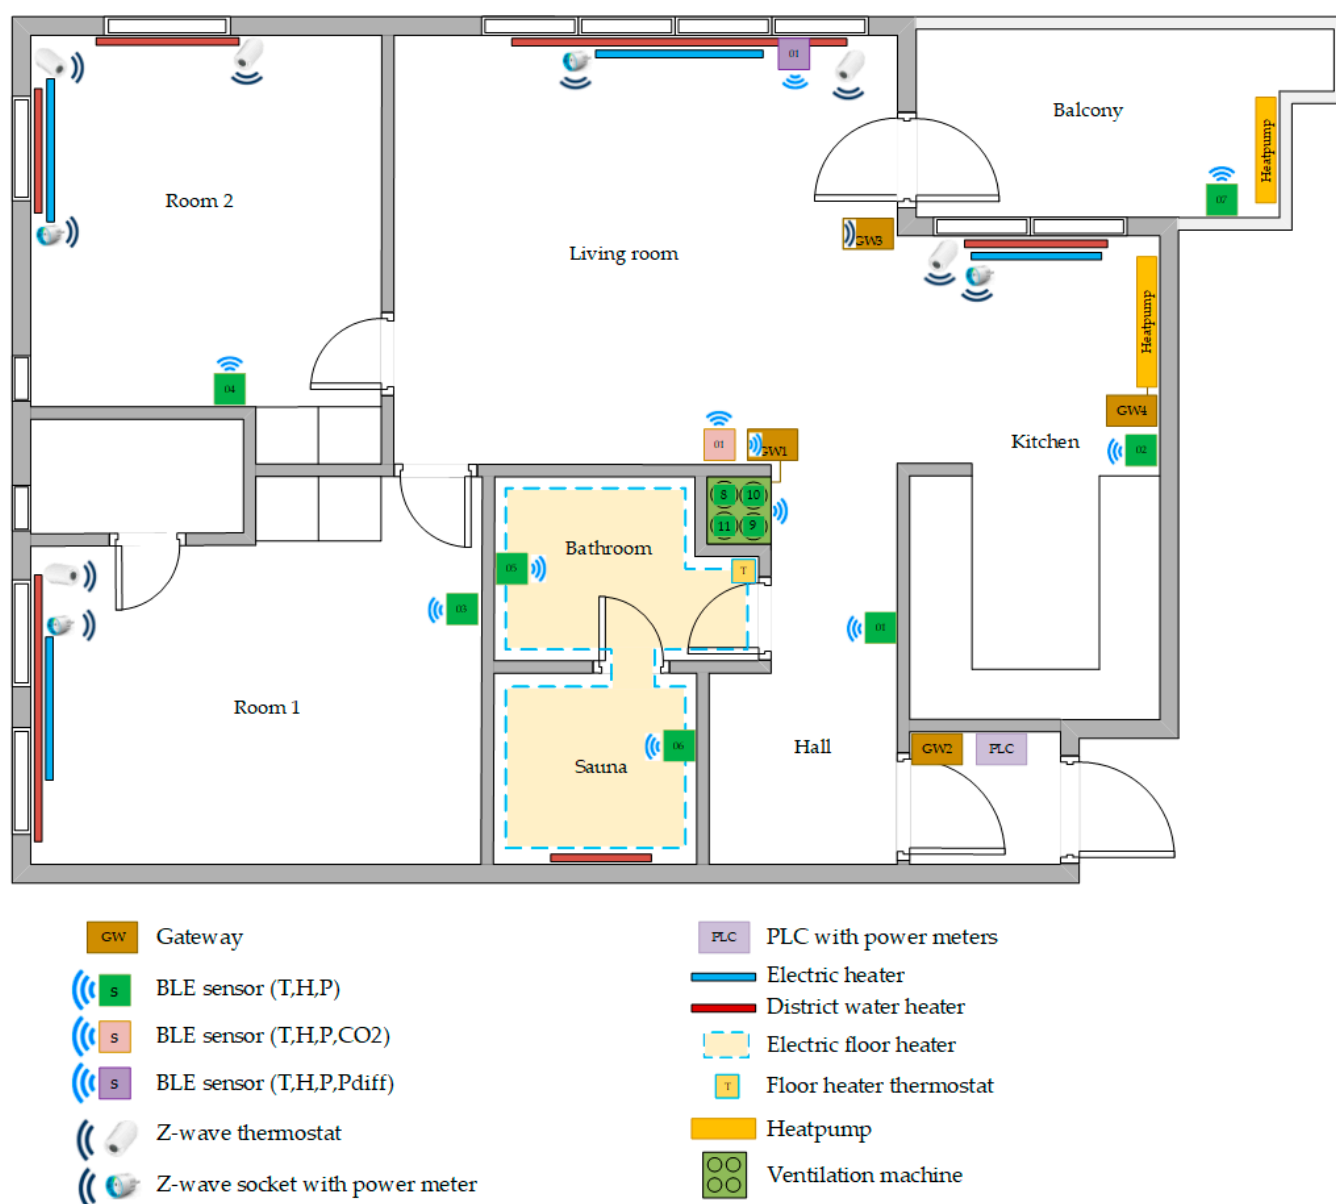 01
Balcony
Heatpump
Room 2
07
Living room
GW3
Heatpump
04
GW4
01
GW1
Kitchen
02
8
10
11
9
Bathroom
05
T
03
01
Room 1
Hall
GW2
PLC
06
Sauna
GW
Gateway
PLC
PLC with power meters
s
BLE sensor (T,H,P)
Electric heater
District water heater
s
BLE sensor (T,H,P,CO2)
Electric floor heater
s
BLE sensor (T,H,P,Pdiff)
T
Floor heater thermostat
Z-wave thermostat
Heatpump
Z-wave socket with power meter
Ventilation machine